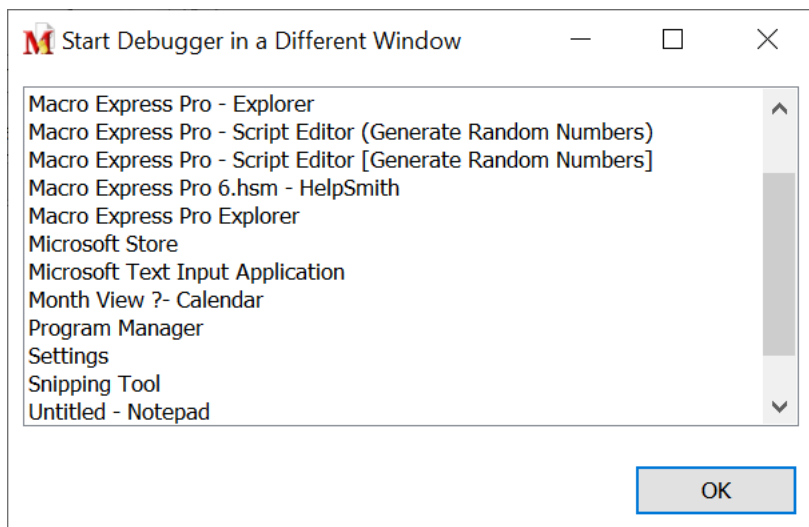 Start Debugger in a Different Window
Macro Express Pro - Explorer
Macro Express Pro - Script Editor (Generate Random Numbers)
Macro Express Pro - Script Editor [Generate Random Numbers]
Macro Express Pro 6.hsm - HelpSmith
Macro Express Pro Explorer
Microsoft Store
Microsoft Text Input Application
Month View ?- Calendar
Program Manager
Settings
Snipping Tool
Untitled - Notepad
OK